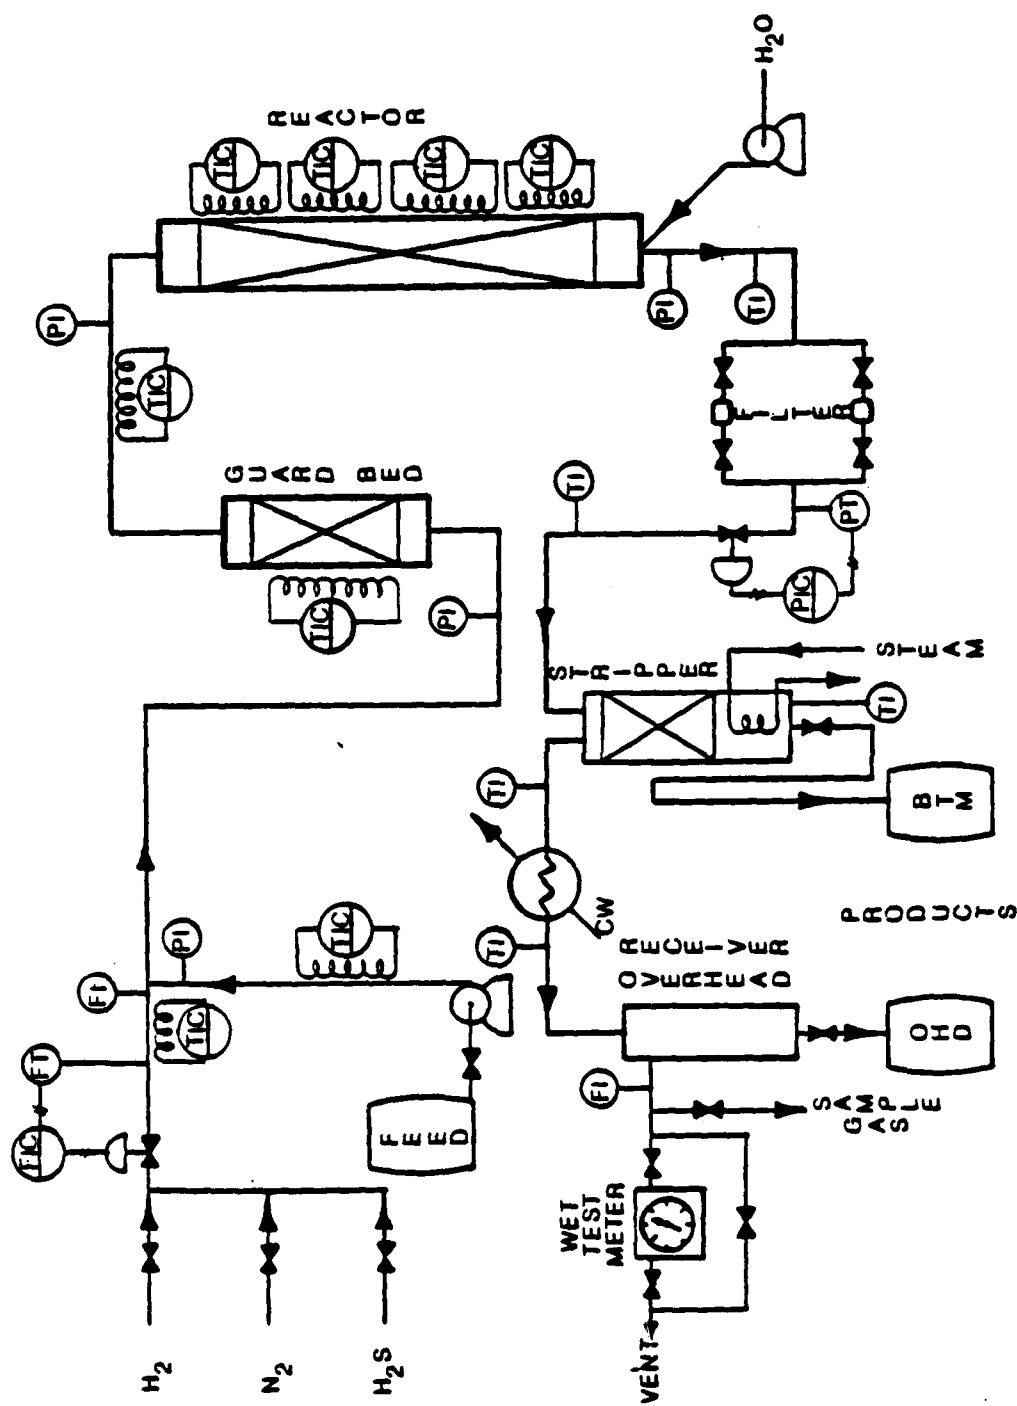 REACTOR
TIC
TIC
TIC
TIC
H2O
PI
TIC
PI
TI
FILTER
GUARD BED
TIC
PI
TI
PT
PIC
STRIPPER
STEAM
TI
TI
BTM
CW
TI
PRODUCTS
OVERHEAD
RECEIVER
OHD
FI
PI
TIC
TIC
FT
TIC
FEED
FI
GAS
SAMPLE
WET
TEST
METER
VENT
H2
N2
H2S